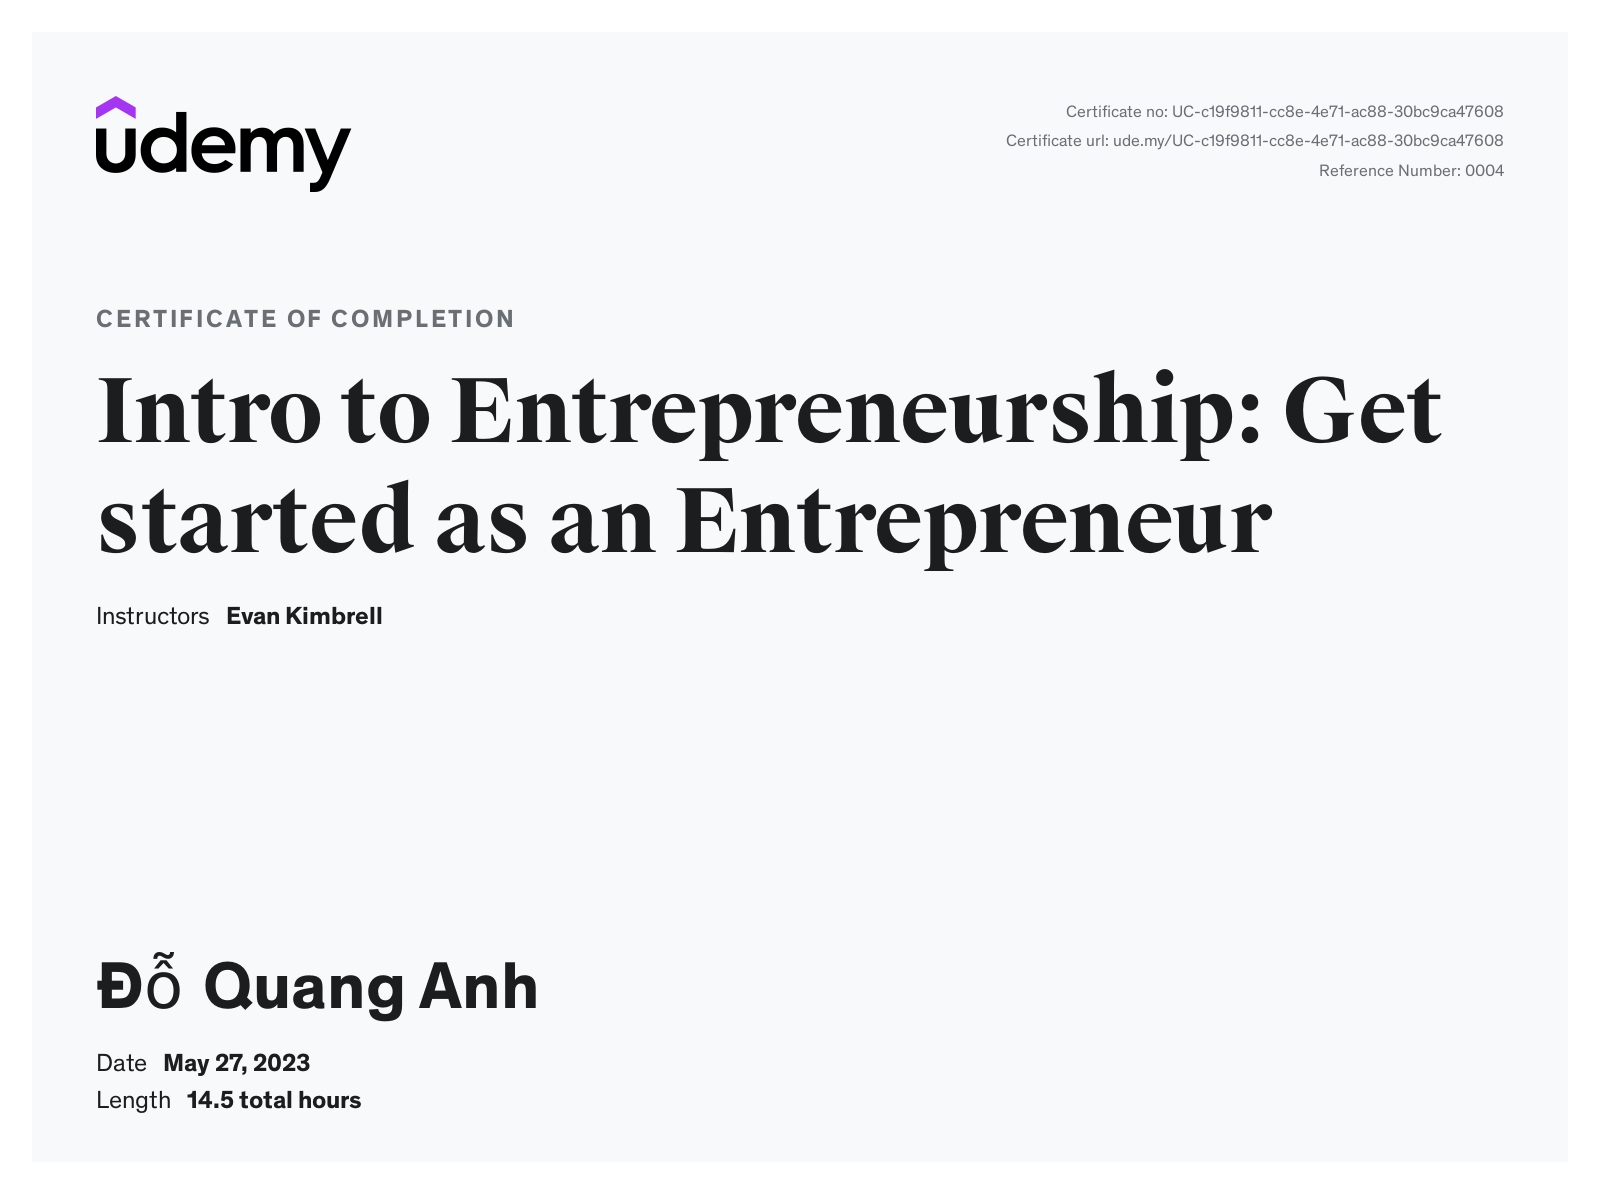 udemy
Certificate no: UC-c19f9811-cc8e-4e71-ac88-30bc9ca47608
Certificate url: ude.my/UC-c19f9811-cc8e-4e71-ac88-30bc9ca47608
Reference Number: 0004
CERTIFICATE OF COMPLETION
Intro to Entrepreneurship: Get
started as an Entrepreneur
Instructors Evan Kimbrell
Đỗ Quang Anh
Date May 27, 2023
Length 14.5 total hours